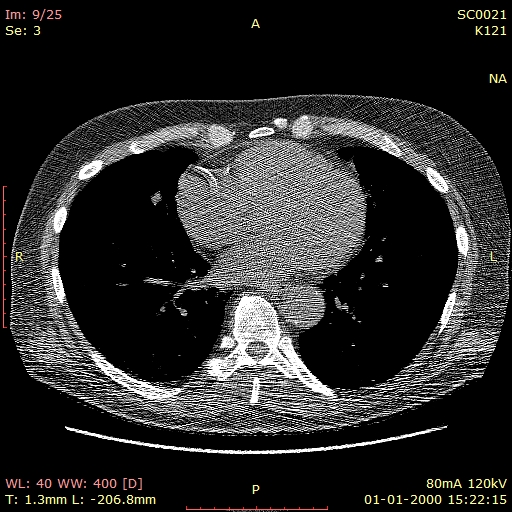 Im: 9/25
Se: 3
A
SC0021
K121
NA
R
L
WL: 40 WW: 400 [D]
T: 1.3mm L: -206.8mm
P
80mA 120kV
01-01-2000 15:22:15